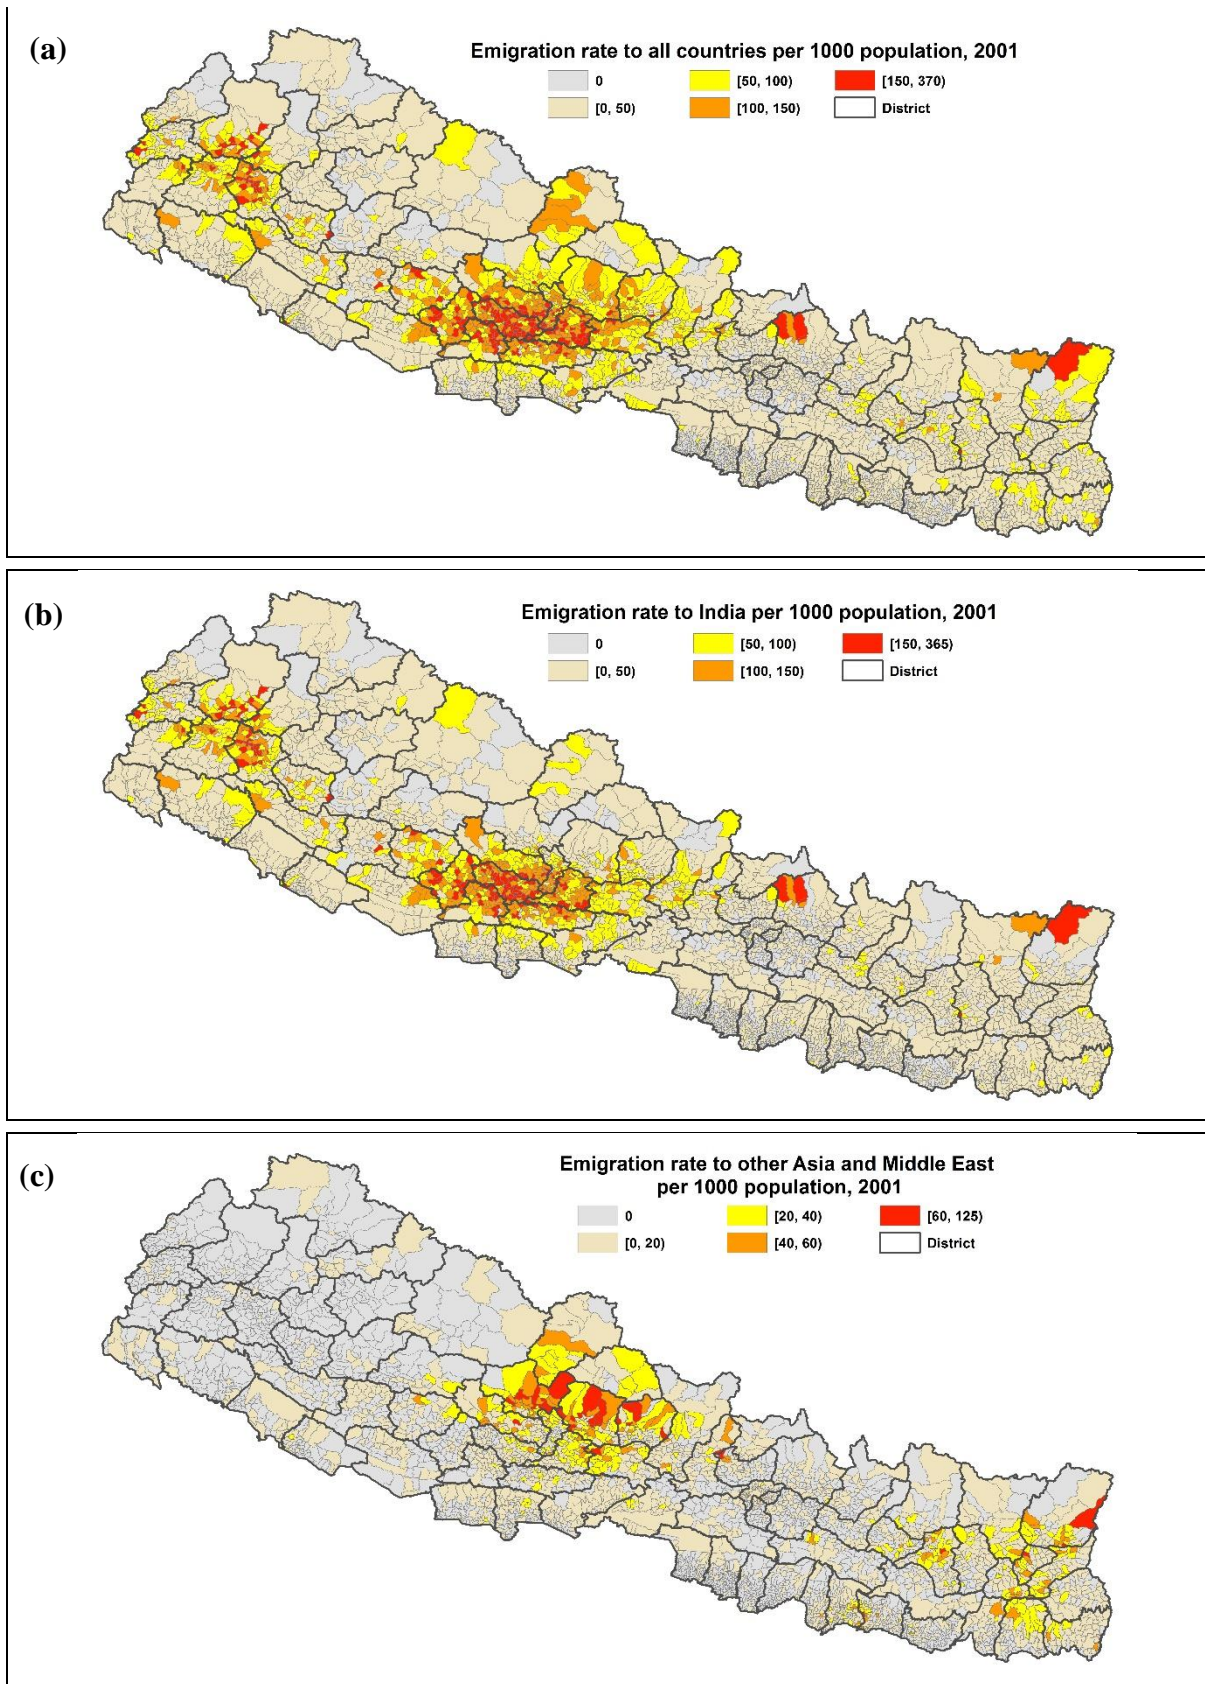 (a)
Emigration rate to all countries per 1000 population, 2001
0 [50, 100) [150, 370)
[0, 50) [100, 150) District
(b)
Emigration rate to India per 1000 population, 2001
0 [50, 100) [150, 365)
[0, 50) [100, 150) District
(c)
Emigration rate to other Asia and Middle East
per 1000 population, 2001
0 [20, 40) [60, 125)
[0, 20) [40, 60) District